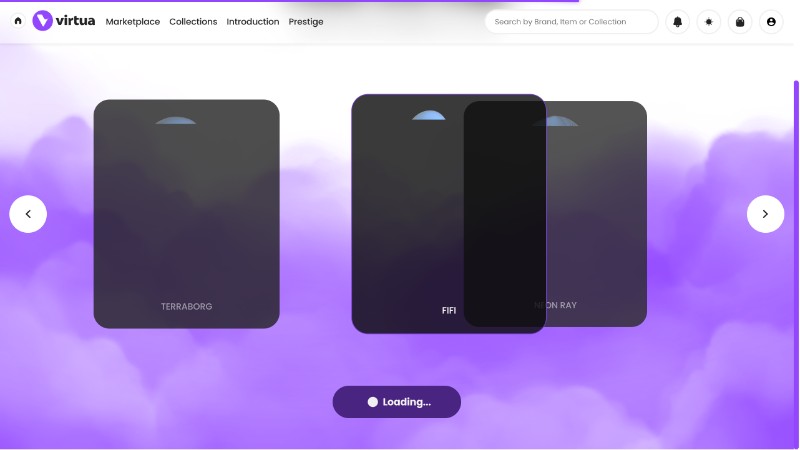 virtua
Marketplace Collections Introduction Prestige
Search by Brand, Item or Collection
TERRABORG
FIFI
NEON RAY
Loading...